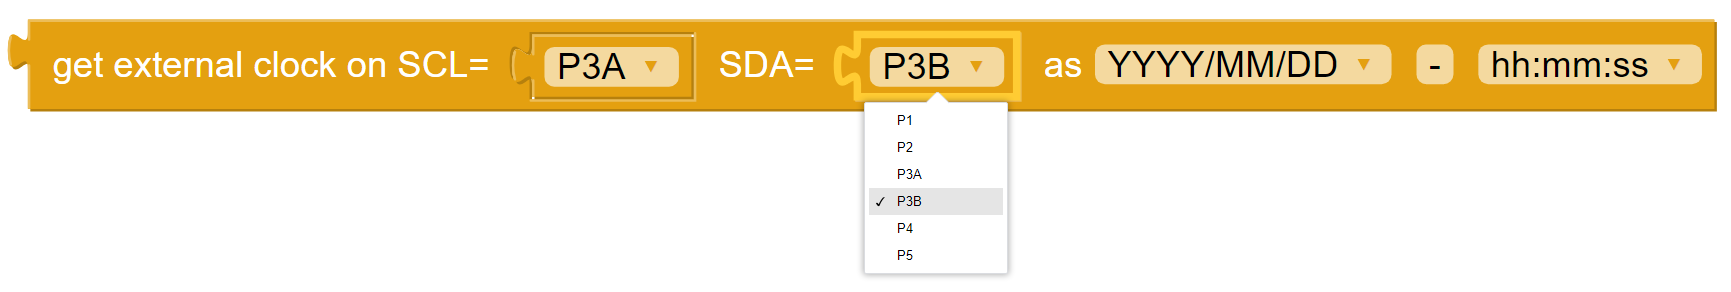 get external clock on SCL= P3A ▼ SDA= P3B ▼ as YYYY/MM/DD ▼ - hh:mm:ss ▼
P1
P2
P3A
✓ P3B
P4
P5